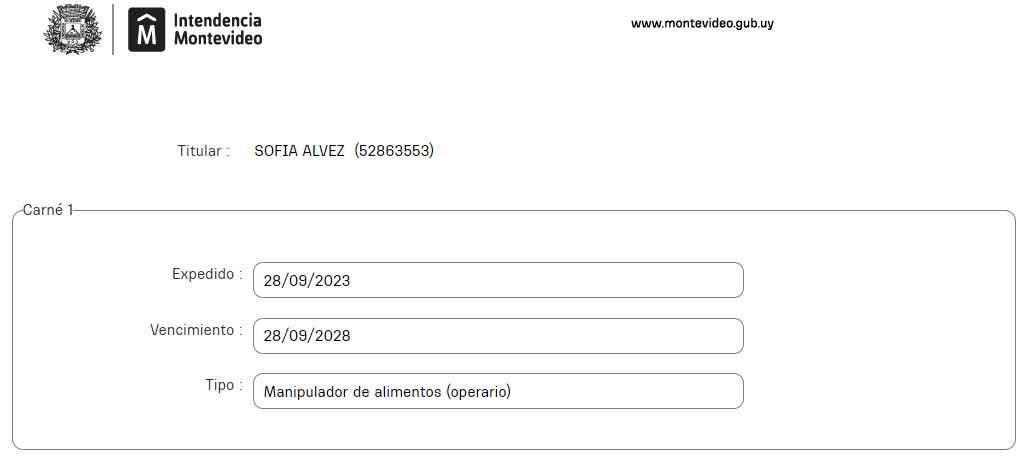 Intendencia
Montevideo
www.montevideo.gub.uy
Titular : SOFIA ALVEZ (52863553)
Carné 1
Expedido : 28/09/2023
Vencimiento : 28/09/2028
Tipo : Manipulador de alimentos (operario)